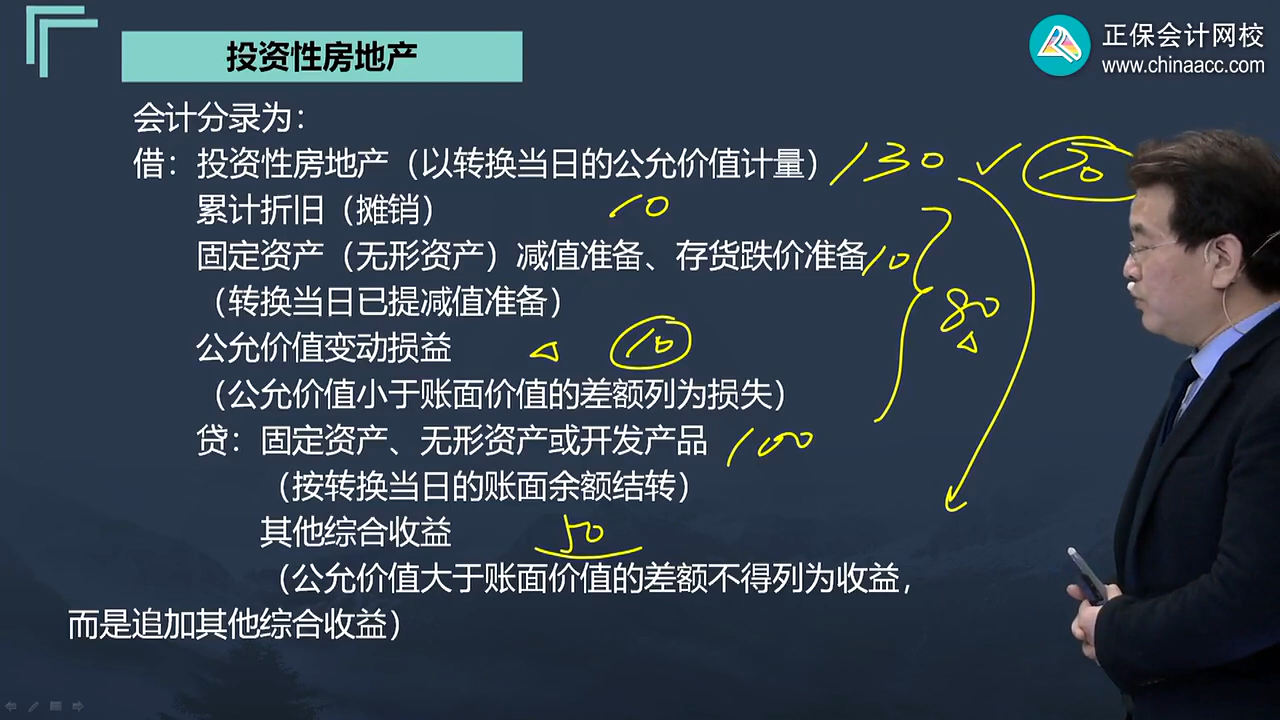 投资性房地产
正保会计网校
www.chinaacc.com
会计分录为：
借：投资性房地产（以转换当日的公允价值计量） 130 ✓ 70
累计折旧（摊销） 10
固定资产（无形资产）减值准备、存货跌价准备 10
（转换当日已提减值准备） 80
公允价值变动损益 △ 10 △
（公允价值小于账面价值的差额列为损失）
贷：固定资产、无形资产或开发产品 100
（按转换当日的账面余额结转）
其他综合收益 50
（公允价值大于账面价值的差额不得列为收益，
而是追加其他综合收益）